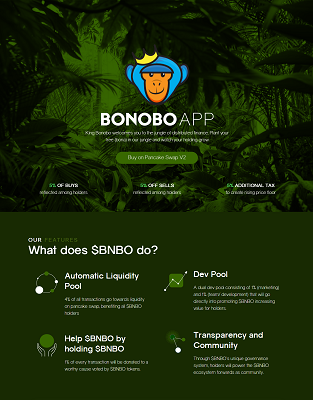 BONOBO APP
King Bonobo welcomes you to the jungle of distributed finance. Plant your
tree (bnbo) in our jungle and watch your holding grow.
Buy on Pancake Swap V2
5% OF BUYS
reflected among holders
5% OFF SELLS
reflected among holders
5% ADDITIONAL TAX
to create rising price floor
OUR FEATURES
What does $BNBO do?
Automatic Liquidity
Pool
4% of all transactions go towards liquidity
on pancake swap, benefiting all $BNBO
holders
Dev Pool
A dual dev pool consisting of 1% (marketing)
and 1% (team/ development) that will go
directly into promoting $BNBO increasing
value for holders.
Help $BNBO by
holding $BNBO
1% of every transaction will be donated to a
worthy cause voted by $BNBO tokens.
Transparency and
Community
Through $BNBO's unique governance
system, holders will power the $BNBO
ecosystem forwards as community.